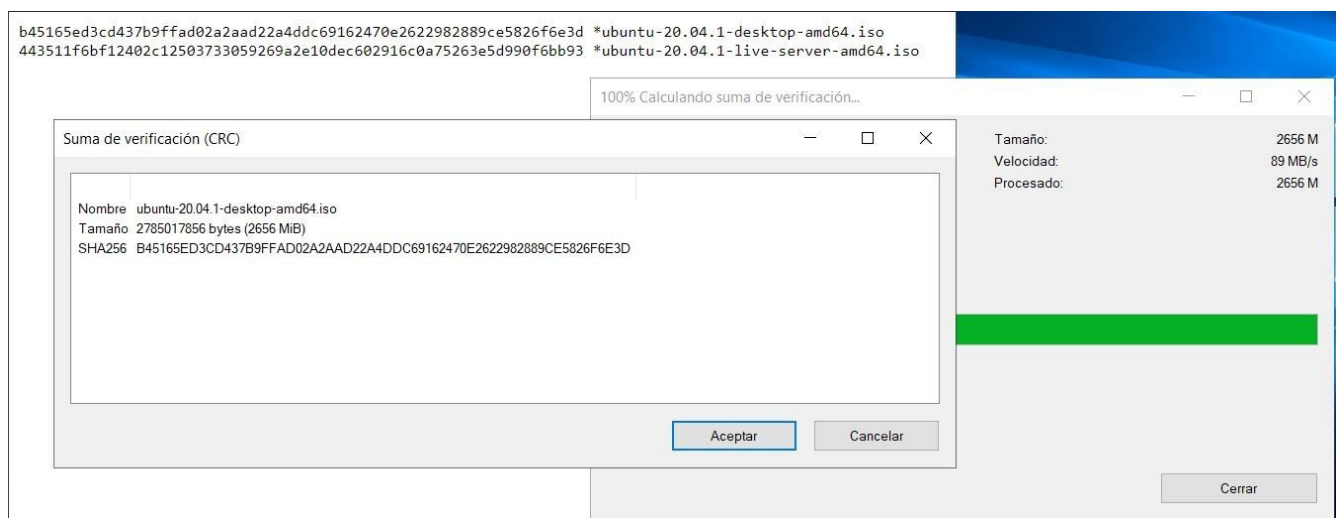 b45165ed3cd437b9ffad02a2aad22a4ddc69162470e2622982889ce5826f6e3d *ubuntu-20.04.1-desktop-amd64.iso
443511f6bf12402c12503733059269a2e10dec602916c0a75263e5d990f6bb93 *ubuntu-20.04.1-live-server-amd64.iso
100% Calculando suma de verificación...
Suma de verificación (CRC)
Tamaño: 2656 M
Velocidad: 89 MB/s
Procesado: 2656 M
Nombre ubuntu-20.04.1-desktop-amd64.iso
Tamaño 2785017856 bytes (2656 MiB)
SHA256 B45165ED3CD437B9FFAD02A2AAD22A4DDC69162470E2622982889CE5826F6E3D
Aceptar Cancelar
Cerrar